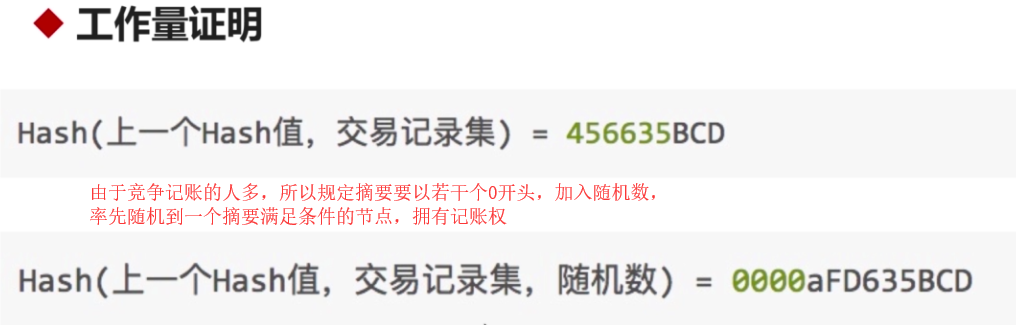 工作量证明
Hash(上一个Hash值, 交易记录集) = 456635BCD
由于竞争记账的人多，所以规定摘要要以若干个0开头，加入随机数，
率先随机到一个摘要满足条件的节点，拥有记账权
Hash(上一个Hash值, 交易记录集, 随机数) = 0000aFD635BCD